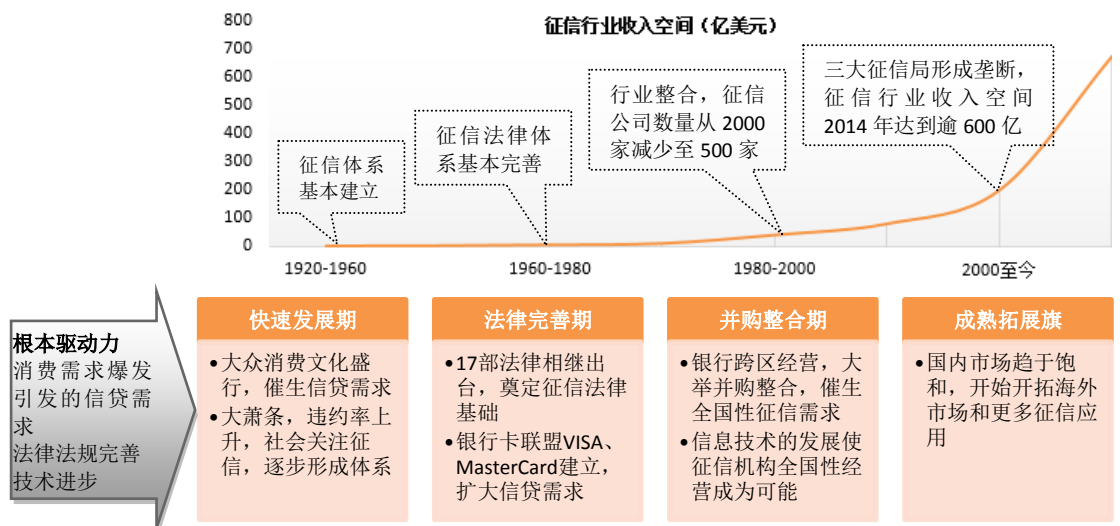 征信行业收入空间（亿美元）
800
700
600
500
400
300
200
100
0
征信体系
基本建立
征信法律体
系基本完善
行业整合，征信
公司数量从 2000
家减少至 500 家
三大征信局形成垄断，
征信行业收入空间
2014 年达到逾 600 亿
1920-1960
1960-1980
1980-2000
2000至今
根本驱动力
消费需求爆发
引发的信贷需
求
法律法规完善
技术进步
快速发展期
•大众消费文化盛
行，催生信贷需求
•大萧条，违约率上
升，社会关注征
信，逐步形成体系
法律完善期
•17部法律相继出
台，奠定征信法律
基础
•银行卡联盟VISA、
MasterCard建立，
扩大信贷需求
并购整合期
•银行跨区经营，大
举并购整合，催生
全国性征信需求
•信息技术的发展使
征信机构全国性经
营成为可能
成熟拓展旗
•国内市场趋于饱
和，开始开拓海外
市场和更多征信应
用